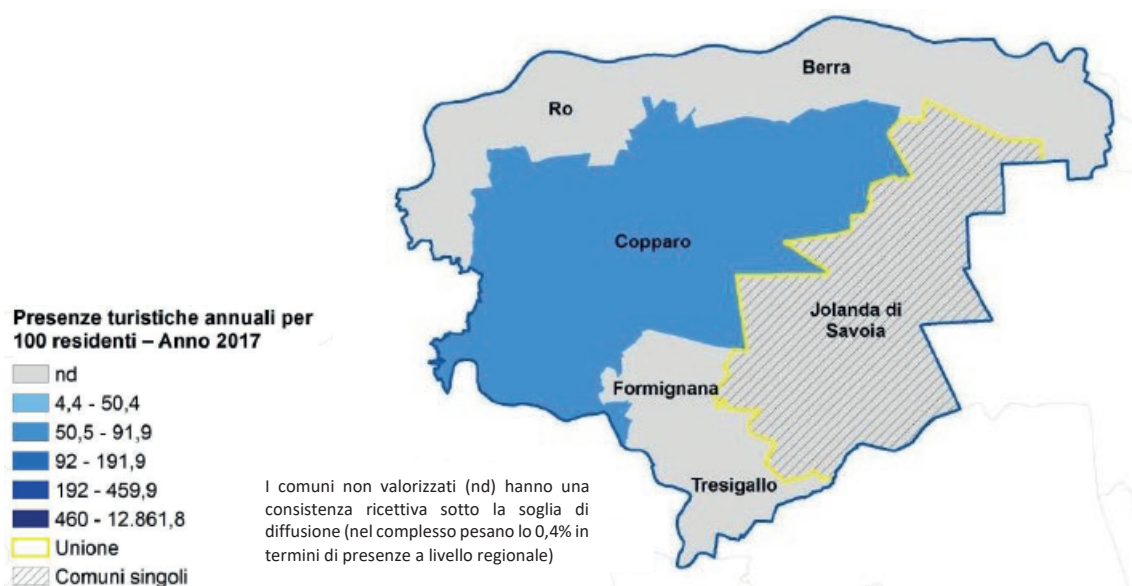 Berra
Ro
Copparo
Jolanda di
Savoia
Formignana
Tresigallo
Presenze turistiche annuali per
100 residenti – Anno 2017
nd
4,4 - 50,4
50,5 - 91,9
92 - 191,9
192 - 459,9
460 - 12.861,8
Unione
Comuni singoli
I comuni non valorizzati (nd) hanno una
consistenza ricettiva sotto la soglia di
diffusione (nel complesso pesano lo 0,4% in
termini di presenze a livello regionale)